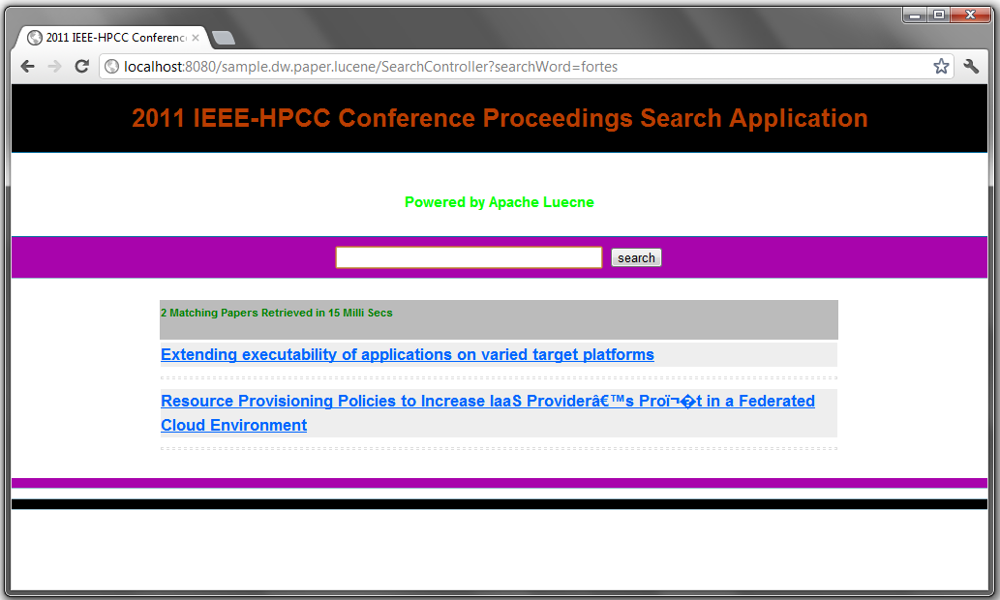 2011 IEEE-HPCC Conferenc
localhost:8080/sample.dw.paper.lucene/SearchController?searchWord=fortes
2011 IEEE-HPCC Conference Proceedings Search Application
Powered by Apache Luecne
search
2 Matching Papers Retrieved in 15 Milli Secs
Extending executability of applications on varied target platforms
Resource Provisioning Policies to Increase IaaS Providerâ€™s Proï¬�t in a Federated
Cloud Environment